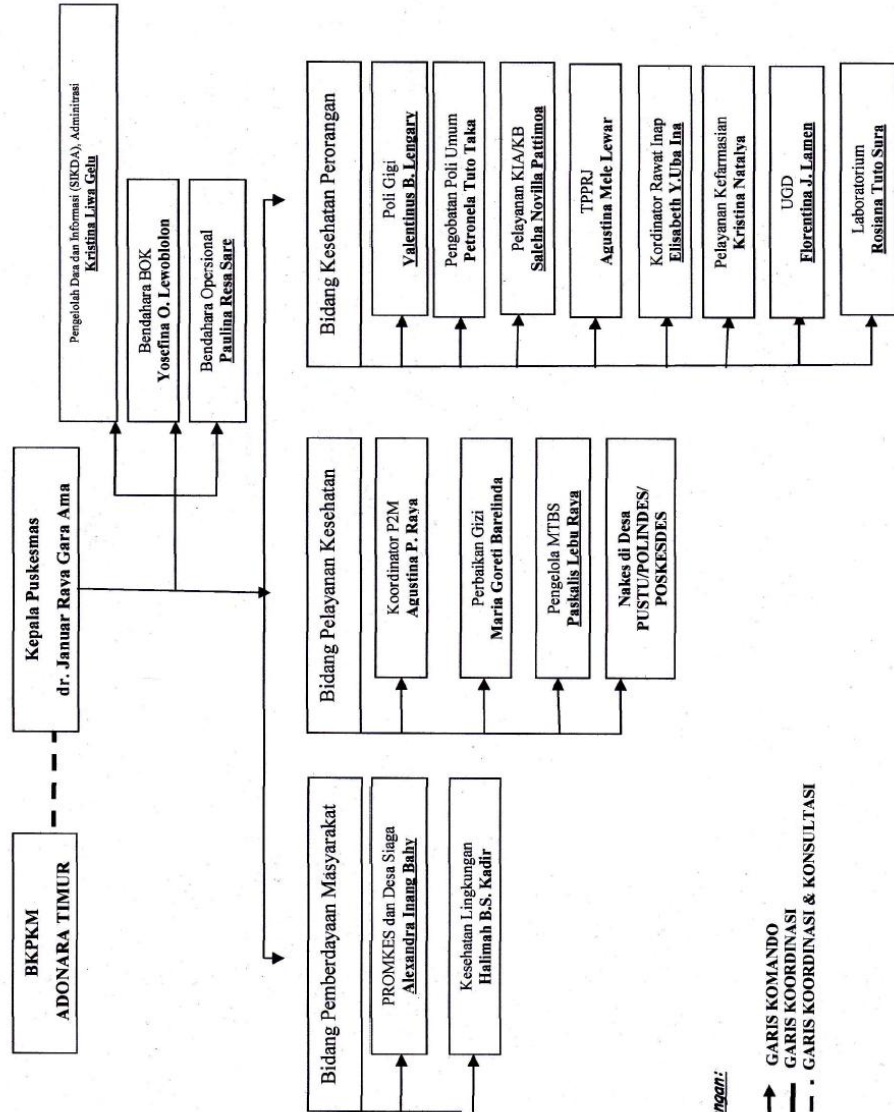 BKPKM
ADONARA TIMUR
Kepala Puskesmas
dr. Januar Rava Gara Ama
Pengelolah Dara dan Informasi (SIKDA), Adminitrasi
Kristina Liwa Gelu
Bendahara BOK
Yosefina O. Lewoblolon
Bendahara Opersional
Paulina Resa Sare
Bidang Pemberdayaan Masyarakat
PROMKES dan Desa Siaga
Alexandra Inang Bahy
Kesehatan Lingkungan
Halimah B.S. Kadir
Bidang Pelayanan Kesehatan
Koordinator P2M
Agustina P. Raya
Perbaikan Gizi
Maria Goreti Barelinda
Pengelola MTBS
Paskalis Lebu Raya
Nakes di Desa
PUSTU/POLINDES/
POSKESDES
Bidang Kesehatan Perorangan
Poli Gigi
Valentinus B. Lengary
Pengobatan Poli Umum
Petronela Tuto Taka
Pelayanan KIA/KB
Saleha Novilla Pattimoa
TPPRJ
Agustina Mele Lewar
Kordinator Rawat Inap
Elisabeth Y.Uba Ina
Pelayanan Kefarmasian
Kristina Natalya
UGD
Florentina J. Lamen
Laboratorium
Rosiana Tuto Sura
ngan:
GARIS KOMANDO
GARIS KOORDINASI
GARIS KOORDINASI & KONSULTASI